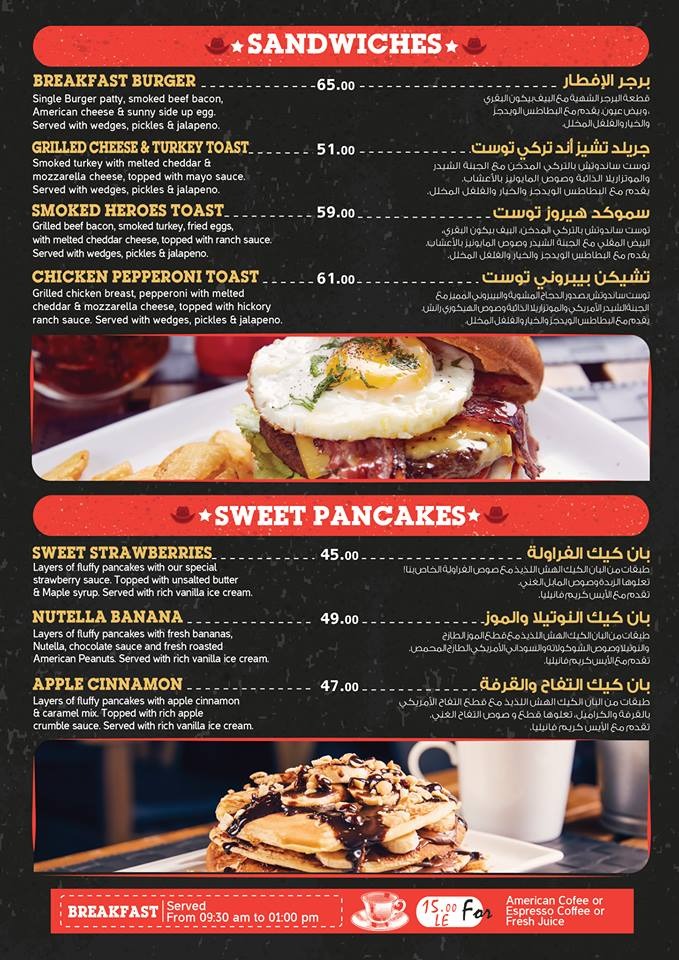 SANDWICHES
BREAKFAST BURGER 65.00 برجر الإفطار
Single Burger patty, smoked beef bacon,
American cheese & sunny side up egg.
Served with wedges, pickles & jalapeno.
قطعة البرجر الشهية مع البيف بيكون البقري
وبيض عيون، يقدم مع البطاطس الويدجز،
والخيار والفلفل المخلل.
GRILLED CHEESE & TURKEY TOAST 51.00 جريلد تشيز أند تركي توست
Smoked turkey with melted cheddar &
mozzarella cheese, topped with mayo sauce.
Served with wedges, pickles & jalapeno.
توست ساندوتش بالتركي المدخن مع الجبنة الشيدر
والموتزاريلا الذائبة وصوص المايونيز بالأعشاب.
يقدم مع البطاطس الويدجز والخيار والفلفل المخلل.
SMOKED HEROES TOAST 59.00 سموكد هيروز توست
Grilled beef bacon, smoked turkey, fried eggs,
with melted cheddar cheese, topped with ranch sauce.
Served with wedges, pickles & jalapeno.
توست ساندوتش بالتركي المدخن، البيف بيكون البقري،
البيض المقلي مع الجبنة الشيدر وصوص المايونيز بالأعشاب.
يقدم مع البطاطس الويدجز والخيار والفلفل المخلل.
CHICKEN PEPPERONI TOAST 61.00 تشيكن بيبروني توست
Grilled chicken breast, pepperoni with melted
cheddar & mozzarella cheese, topped with hickory
ranch sauce. Served with wedges, pickles & jalapeno.
توست ساندوتش بصدور الدجاج المشوية والبيبروني المميز مع
الجبنة الشيدر الأمريكي والموتزاريلا الذائبة وصوص الهيكوري رانش.
يقدم مع البطاطس الويدجز والخيار والفلفل المخلل.
SWEET PANCAKES
SWEET STRAWBERRIES 45.00 بان كيك الفراولة
Layers of fluffy pancakes with our special
strawberry sauce. Topped with unsalted butter
& Maple syrup. Served with rich vanilla ice cream.
طبقات من البان الكيك الهش اللذيذ مع صوص الفراولة الخاص بنا!
تعلوها الزبدة وصوص المابل الغني.
تقدم مع الآيس كريم فانيليا.
NUTELLA BANANA 49.00 بان كيك النوتيلا والموز
Layers of fluffy pancakes with fresh bananas,
Nutella, chocolate sauce and fresh roasted
American Peanuts. Served with rich vanilla ice cream.
طبقات من البان الكيك الهش اللذيذ مع قطع الموز الطازج
والنوتيلا وصوص الشوكولاته والسوداني الأمريكي الطازج المحمص.
تقدم مع الآيس كريم فانيليا.
APPLE CINNAMON 47.00 بان كيك التفاح والقرفة
Layers of fluffy pancakes with apple cinnamon
& caramel mix. Topped with rich apple
crumble sauce. Served with rich vanilla ice cream.
طبقات من البان الكيك الهش اللذيذ مع قطع التفاح الأمريكي
بالقرفة والكراميل، تعلوها قطع و صوص التفاح الغني.
تقدم مع الآيس كريم فانيليا.
BREAKFAST
Served
From 09:30 am to 01:00 pm
15.00
LE
For
American Cofee or
Espresso Coffee or
Fresh Juice